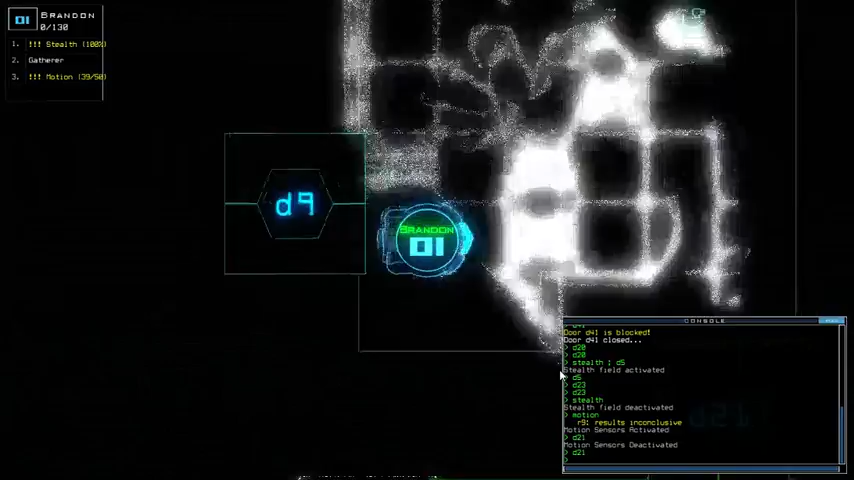 01 BRANDON
0/130
1. !!! Stealth (100%)
2. Gatherer
3. !!! Motion (39/50)
d9
BRANDON
01
CONSOLE
Door d41 is blocked!
Door d41 closed...
> d20
> d20
> stealth ; d5
Stealth field activated
> d5
> d23
> d23
> stealth
Stealth field deactivated
> motion
r9: results inconclusive
Motion Sensors Activated
> d21
Motion Sensors Deactivated
> d21
>